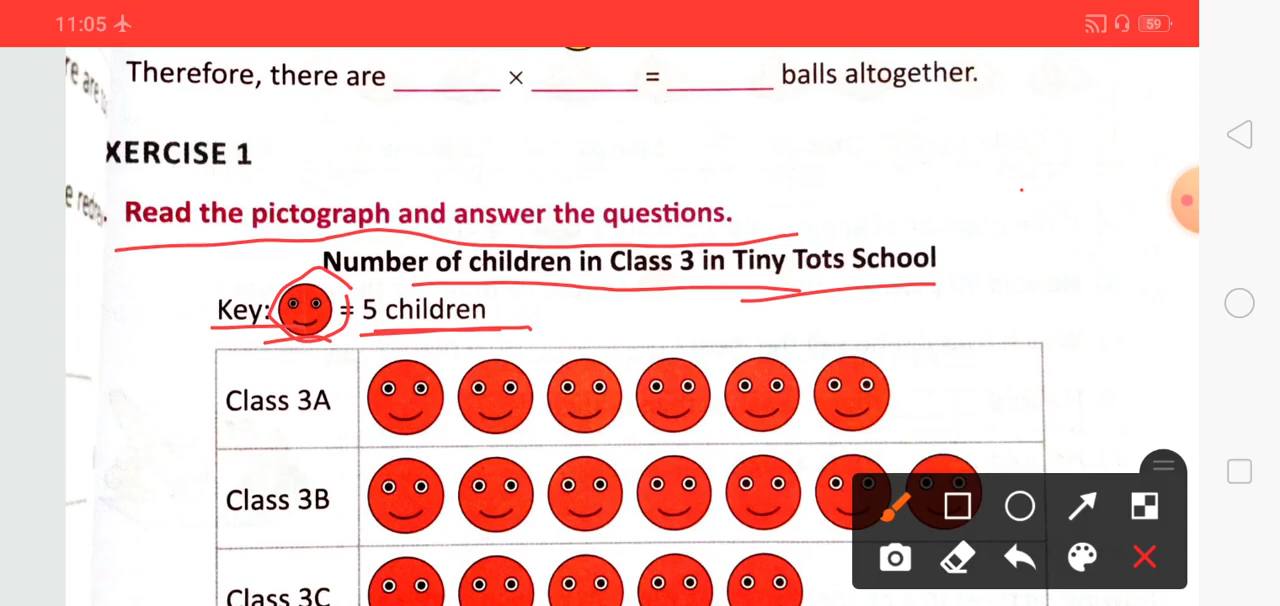 11:05
59
Therefore, there are ______ × ______ = ______ balls altogether.
XERCISE 1
Read the pictograph and answer the questions.
Number of children in Class 3 in Tiny Tots School
Key: = 5 children
Class 3A
Class 3B
Class 3C